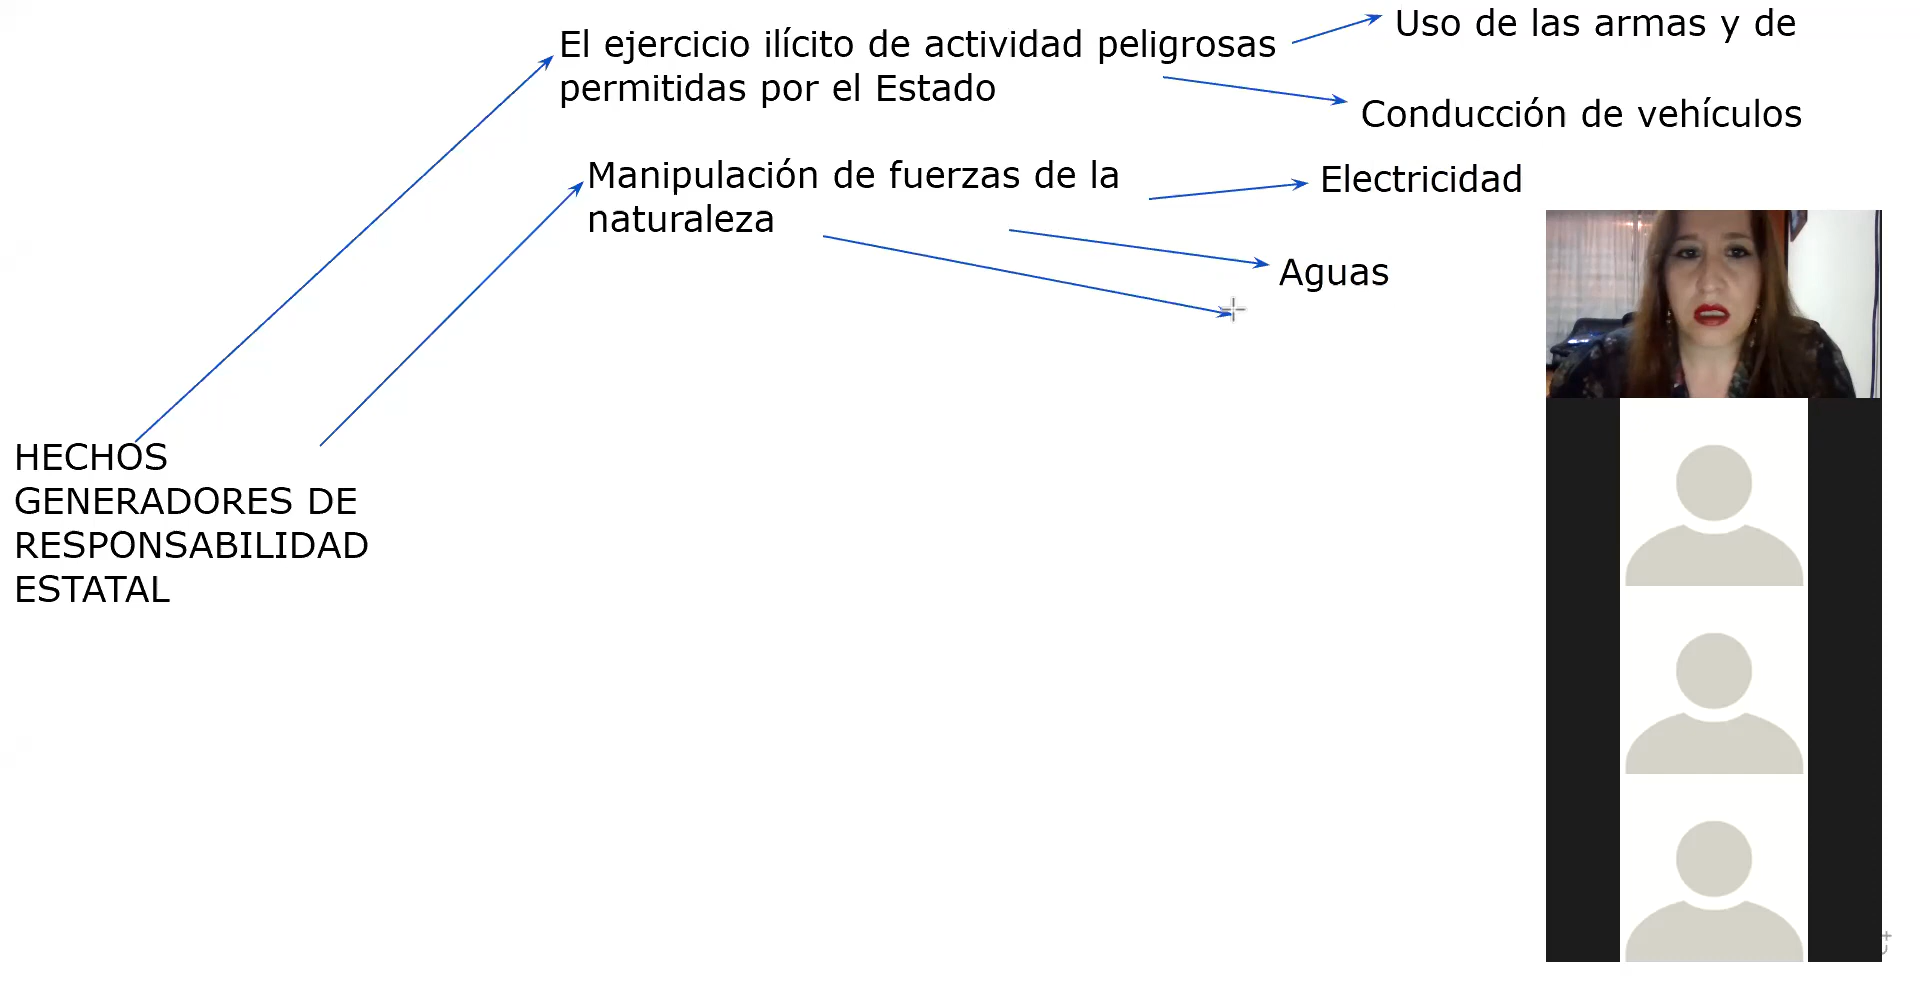 Uso de las armas y de
El ejercicio ilícito de actividad peligrosas
permitidas por el Estado
Conducción de vehículos
Manipulación de fuerzas de la
naturaleza
Electricidad
Aguas
HECHOS
GENERADORES DE
RESPONSABILIDAD
ESTATAL